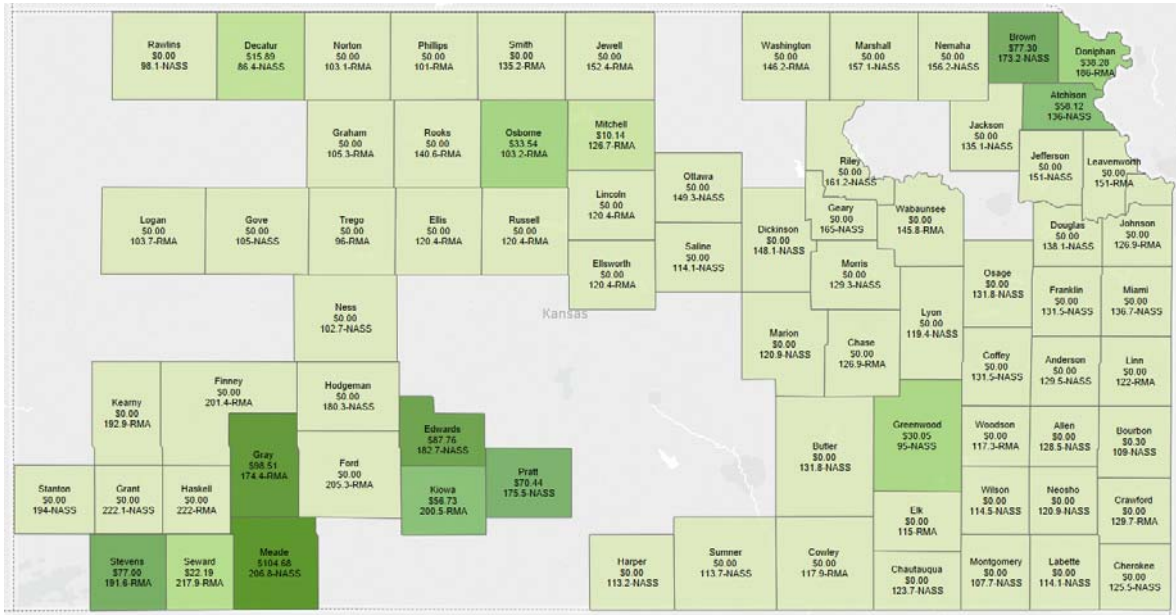 Rawlins
$0.00
98.1-NASS
Decatur
$15.89
86.4-NASS
Norton
$0.00
103.1-RMA
Phillips
$0.00
101-RMA
Smith
$0.00
135.2-RMA
Jewell
$0.00
152.4-RMA
Washington
$0.00
146.2-RMA
Marshall
$0.00
157.1-NASS
Nemaha
$0.00
156.2-NASS
Brown
$77.30
173.2-NASS
Doniphan
$38.28
186-RMA
Atchison
$58.12
136-NASS
Jackson
$0.00
135.1-NASS
Jefferson
$0.00
151-NASS
Leavenworth
$0.00
151-RMA
Graham
$0.00
105.3-RMA
Rooks
$0.00
140.6-RMA
Osborne
$33.54
103.2-RMA
Mitchell
$10.14
126.7-RMA
Riley
$0.00
161.2-NASS
Ottawa
$0.00
149.3-NASS
Lincoln
$0.00
120.4-RMA
Geary
$0.00
165-NASS
Wabaunsee
$0.00
145.8-RMA
Logan
$0.00
103.7-RMA
Gove
$0.00
105-NASS
Trego
$0.00
96-RMA
Ellis
$0.00
120.4-RMA
Russell
$0.00
120.4-RMA
Dickinson
$0.00
148.1-NASS
Douglas
$0.00
138.1-NASS
Johnson
$0.00
126.9-RMA
Saline
$0.00
114.1-NASS
Ellsworth
$0.00
120.4-RMA
Morris
$0.00
129.3-NASS
Osage
$0.00
131.8-NASS
Franklin
$0.00
131.5-NASS
Miami
$0.00
136.7-NASS
Ness
$0.00
102.7-NASS
Kansas
Lyon
$0.00
119.4-NASS
Marion
$0.00
120.9-NASS
Chase
$0.00
126.9-RMA
Coffey
$0.00
131.5-NASS
Anderson
$0.00
129.5-NASS
Linn
$0.00
122-RMA
Kearny
$0.00
192.9-RMA
Finney
$0.00
201.4-RMA
Hodgeman
$0.00
180.3-NASS
Edwards
$87.76
182.7-NASS
Gray
$98.51
174.4-RMA
Ford
$0.00
205.3-RMA
Kiowa
$56.73
200.5-RMA
Pratt
$70.44
175.5-NASS
Butler
$0.00
131.8-NASS
Greenwood
$30.05
95-NASS
Woodson
$0.00
117.3-RMA
Allen
$0.00
128.5-NASS
Bourbon
$0.30
109-NASS
Stanton
$0.00
194-NASS
Grant
$0.00
222.1-NASS
Haskell
$0.00
222-RMA
Wilson
$0.00
114.5-NASS
Neosho
$0.00
120.9-NASS
Crawford
$0.00
129.7-RMA
Elk
$0.00
115-RMA
Stevens
$77.00
191.6-RMA
Seward
$22.19
217.9-RMA
Meade
$104.68
206.8-NASS
Harper
$0.00
113.2-NASS
Sumner
$0.00
113.7-NASS
Cowley
$0.00
117.9-RMA
Chautauqua
$0.00
123.7-NASS
Montgomery
$0.00
107.7-NASS
Labette
$0.00
114.1-NASS
Cherokee
$0.00
125.5-NASS